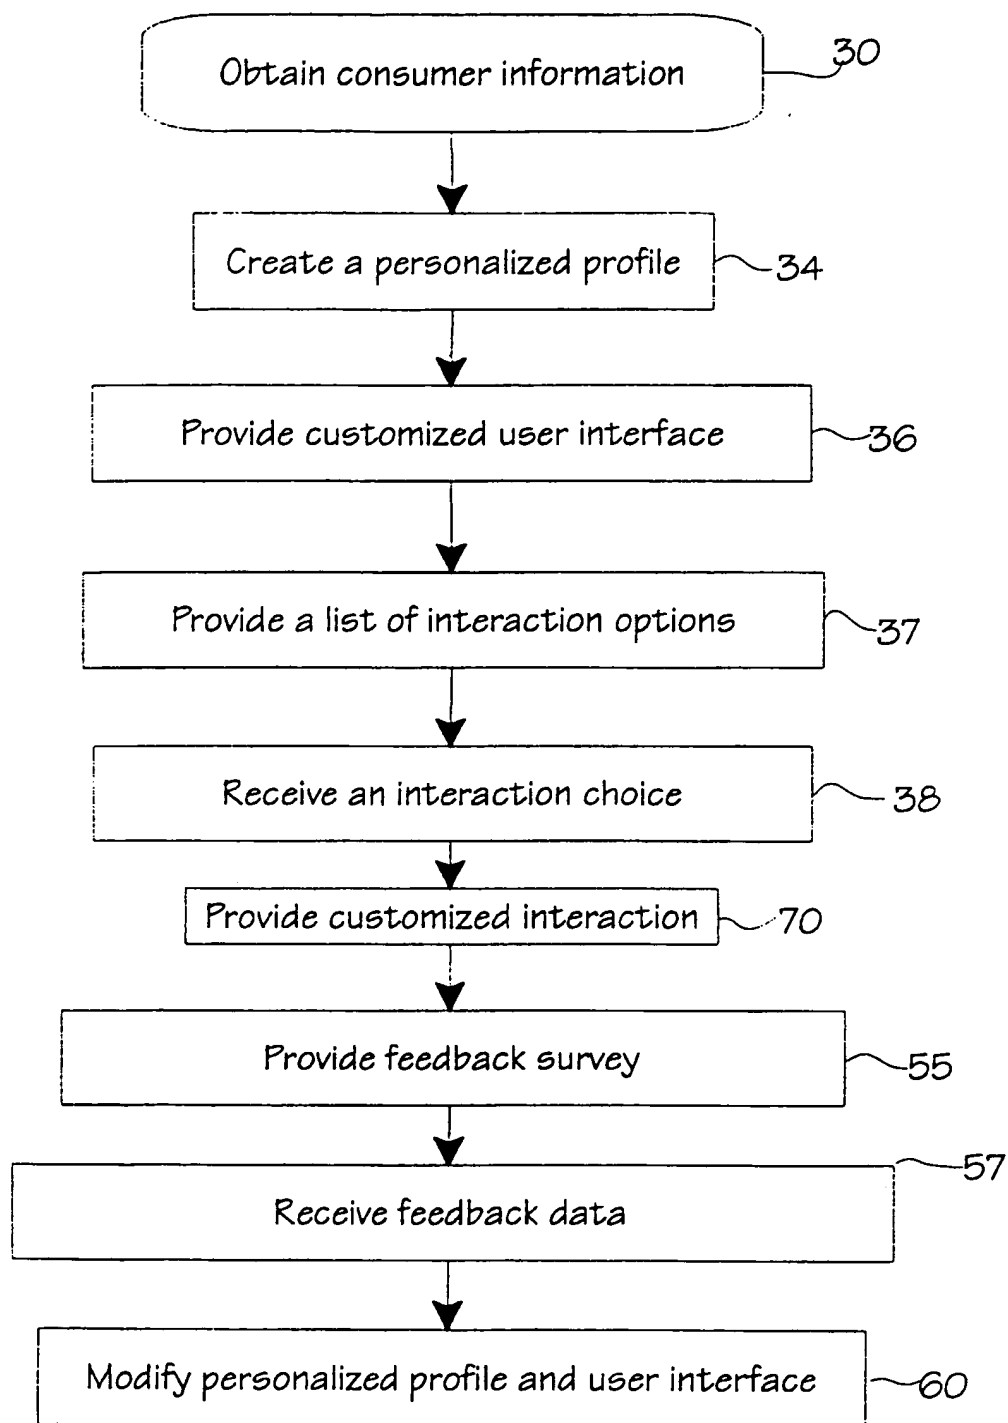 Obtain consumer information
30
Create a personalized profile
34
Provide customized user interface
36
Provide a list of interaction options
37
Receive an interaction choice
38
Provide customized interaction
70
Provide feedback survey
55
57
Receive feedback data
Modify personalized profile and user interface
60